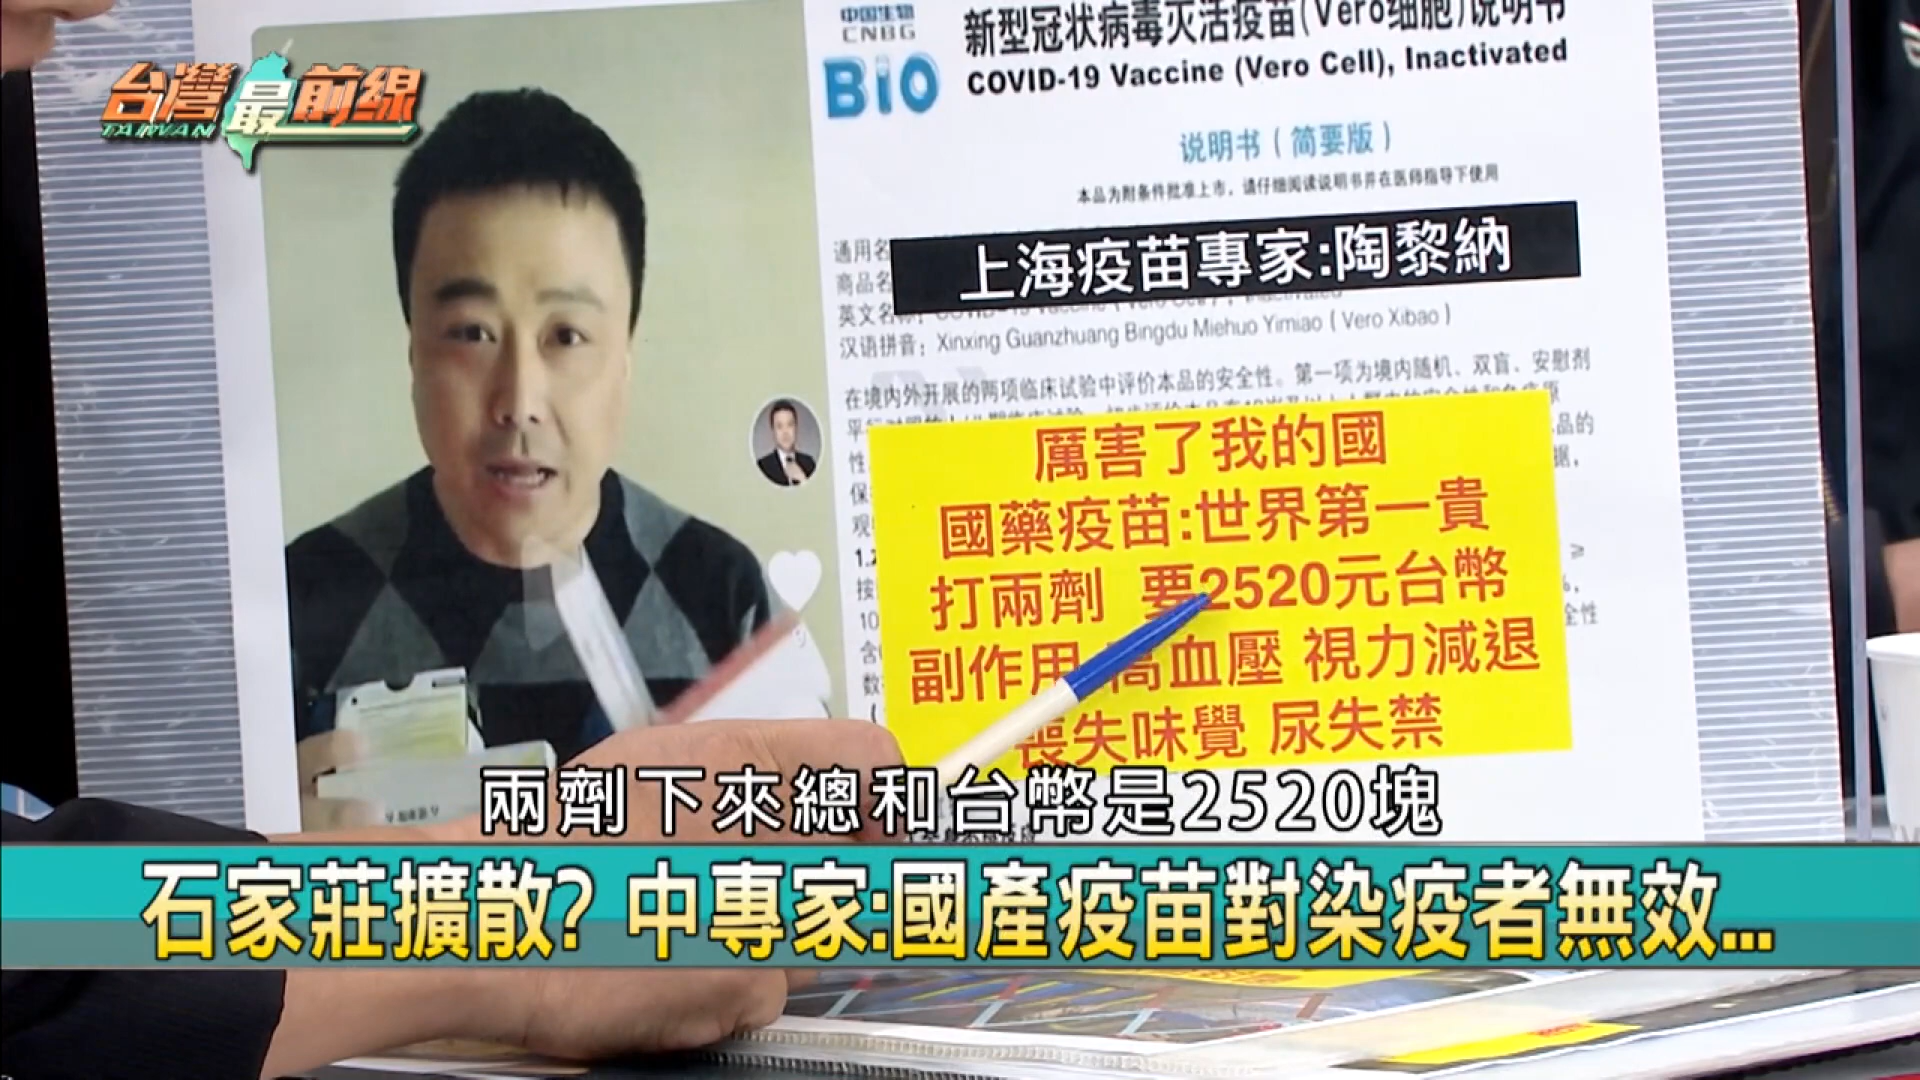 台灣最前線
TAIWAN
中国生物
CNBG
BIO
新型冠状病毒灭活疫苗(Vero细胞)说明书
COVID-19 Vaccine (Vero Cell), Inactivated
说明书（简要版）
本品为附条件批准上市，请仔细阅读说明书并在医师指导下使用
上海疫苗專家:陶黎納
通用名
商品名
英文名称：
汉语拼音：Xinxing Guanzhuang Bingdu Miehuo Yimiao（Vero Xibao）
在境内外开展的两项临床试验中评价本品的安全性。第一项为境内随机、双盲、安慰剂
厲害了我的國
國藥疫苗:世界第一貴
打兩劑 要2520元台幣
副作用 高血壓 視力減退
喪失味覺 尿失禁
兩劑下來總和台幣是2520塊
石家莊擴散? 中專家:國產疫苗對染疫者無效...